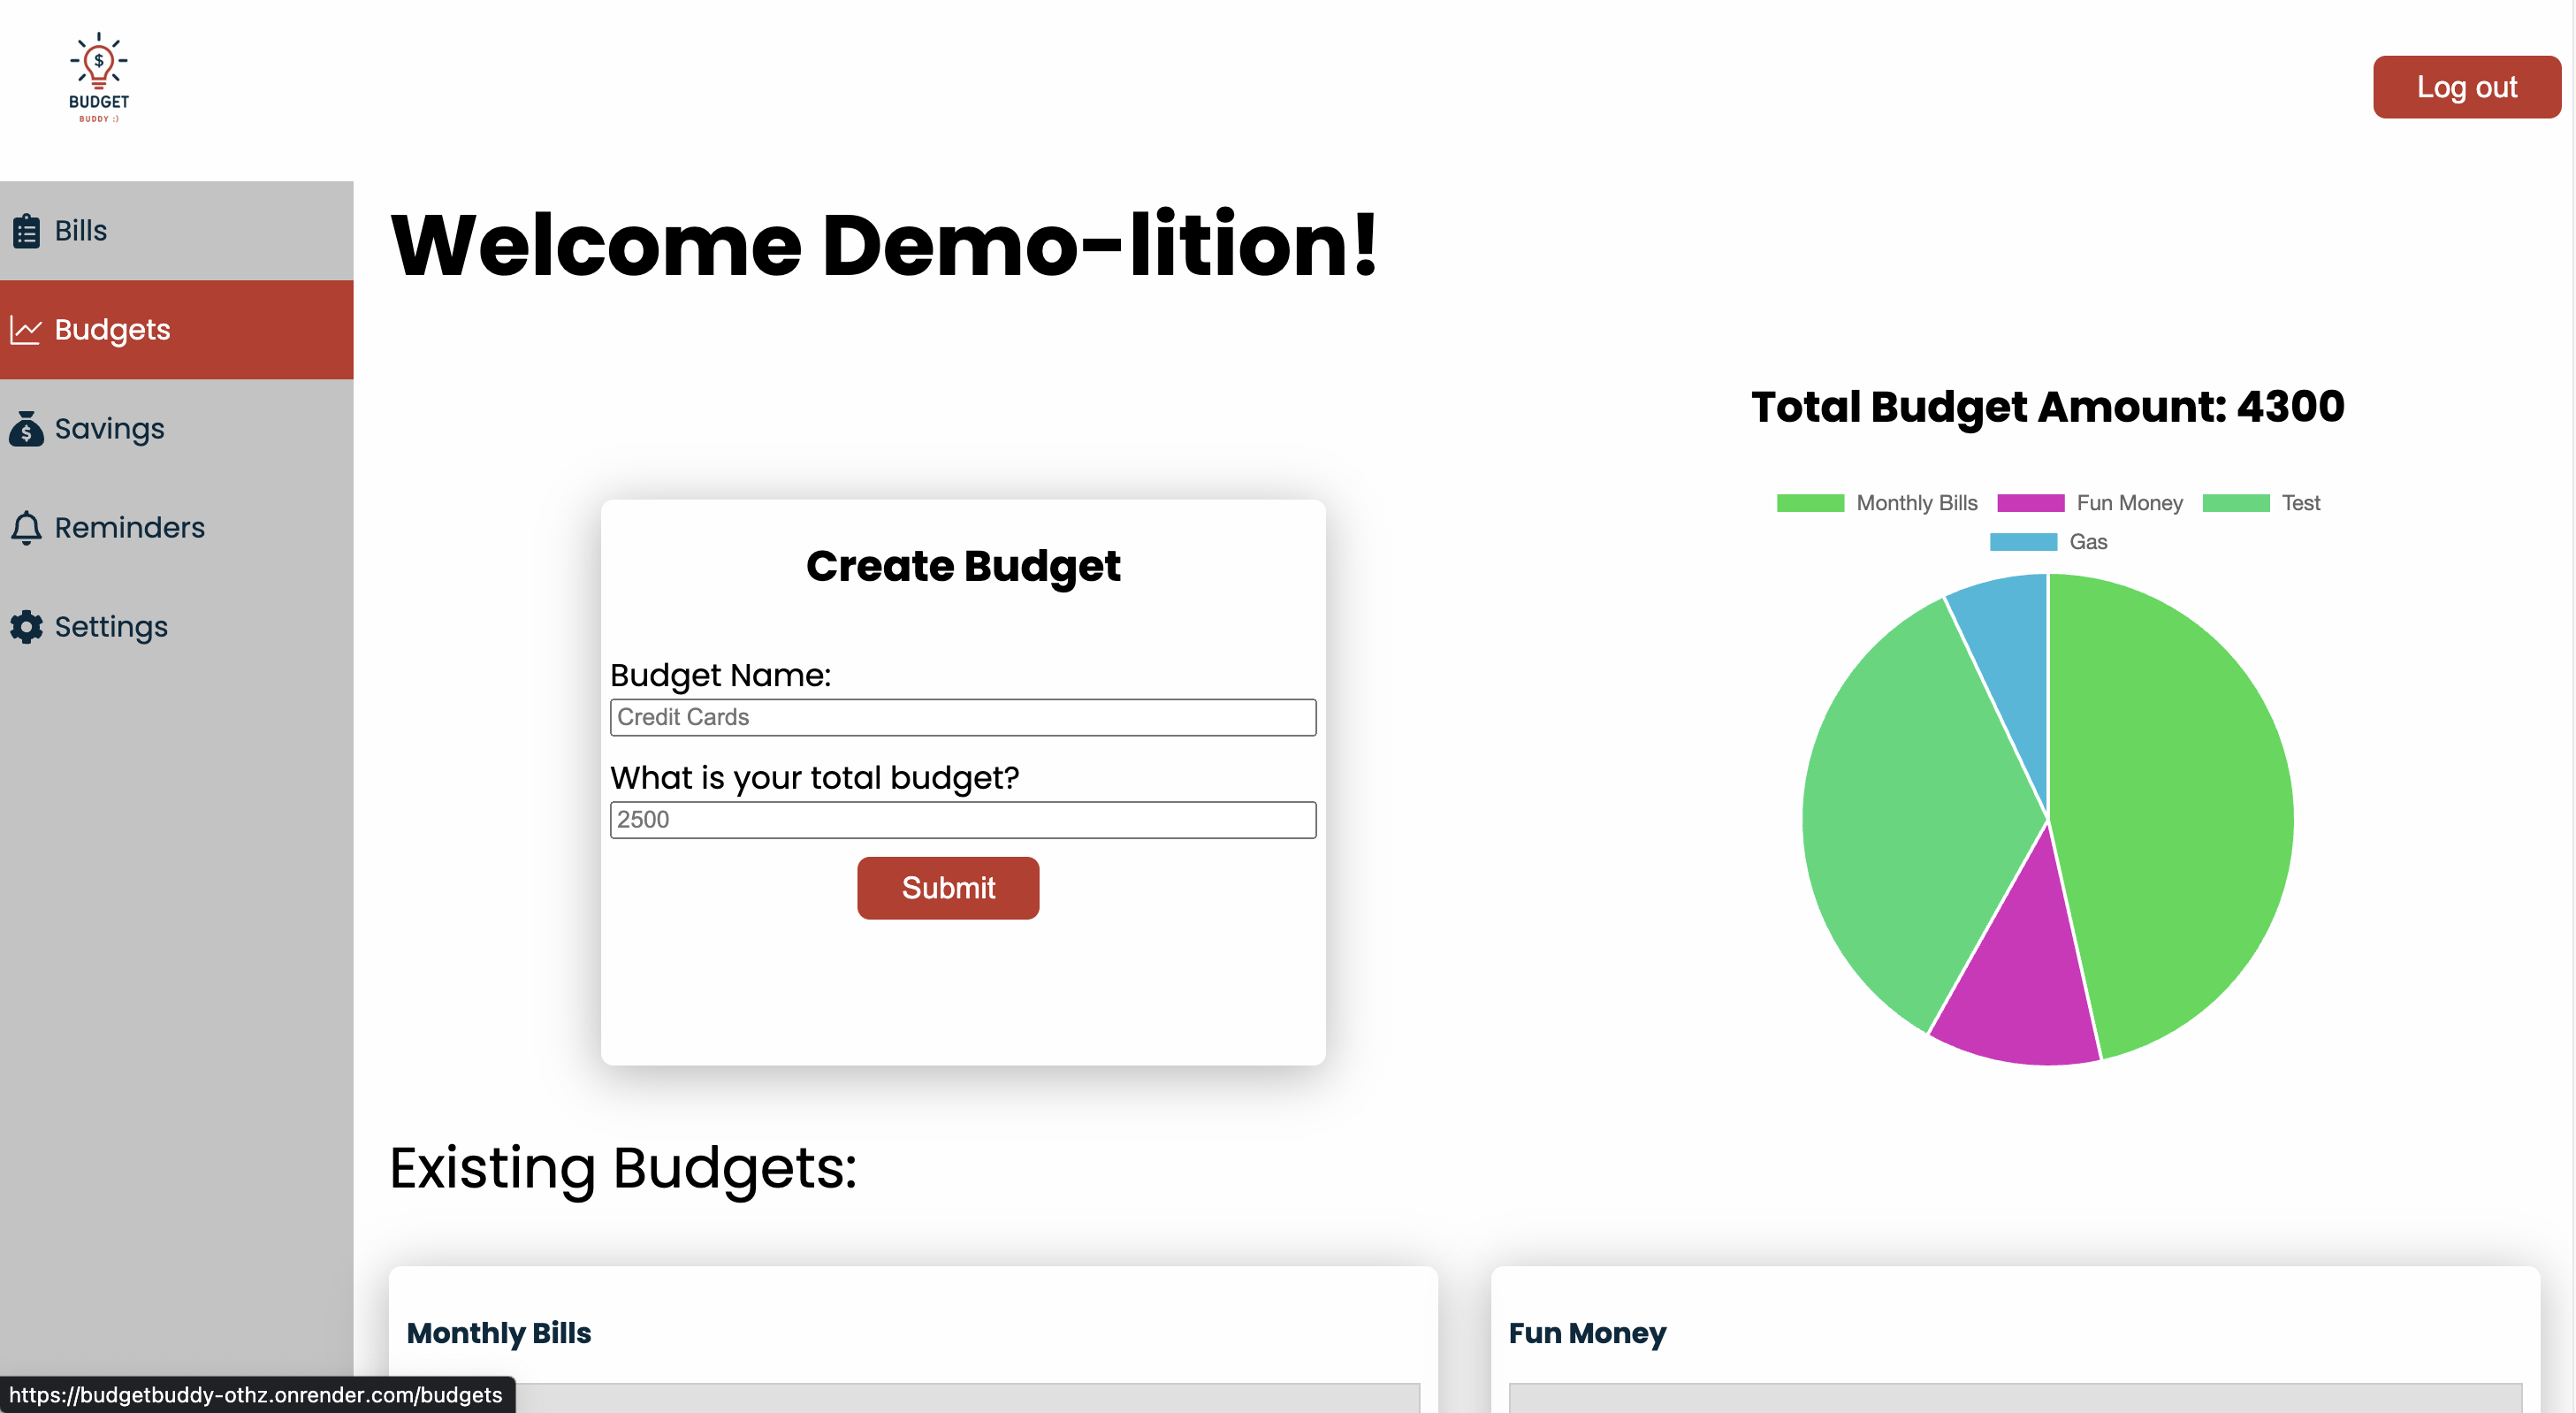 $
BUDGET
BUDDY :)
Log out
Bills
Budgets
Savings
Reminders
Settings
Welcome Demo-lition!
Create Budget
Budget Name:
Credit Cards
What is your total budget?
2500
Submit
Total Budget Amount: 4300
Monthly Bills Fun Money Test
Gas
Existing Budgets:
Monthly Bills
Fun Money
https://budgetbuddy-othz.onrender.com/budgets